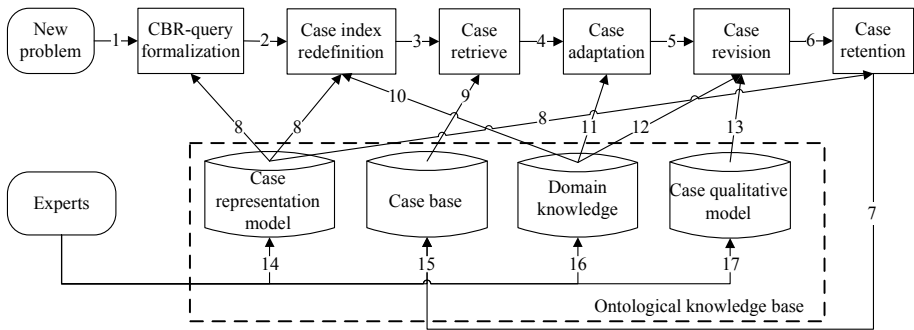 New
problem
1
CBR-query
formalization
2
Case index
redefinition
3
Case
retrieve
4
Case
adaptation
5
Case
revision
6
Case
retention
8
8
10
9
8
11
12
13
Experts
Case
representation
model
Case base
Domain
knowledge
Case qualitative
model
7
14
15
16
17
Ontological knowledge base